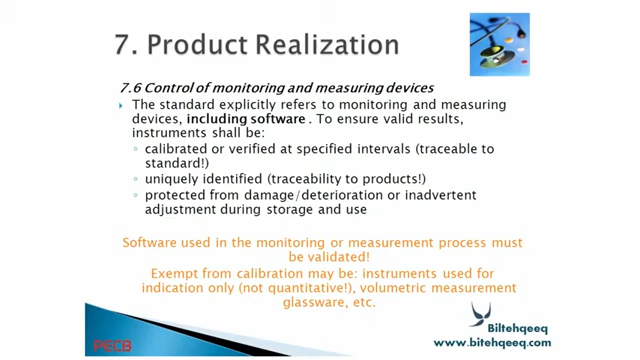 7. Product Realization
7.6 Control of monitoring and measuring devices
The standard explicitly refers to monitoring and measuring
devices, including software . To ensure valid results,
instruments shall be:
calibrated or verified at specified intervals (traceable to
standard!)
uniquely identified (traceability to products!)
protected from damage/deterioration or inadvertent
adjustment during storage and use
Software used in the monitoring or measurement process must
be validated!
Exempt from calibration may be: instruments used for
indication only (not quantitative!), volumetric measurement
glassware, etc.
PECB
Biltehqeeq
www.bitehqeeq.com